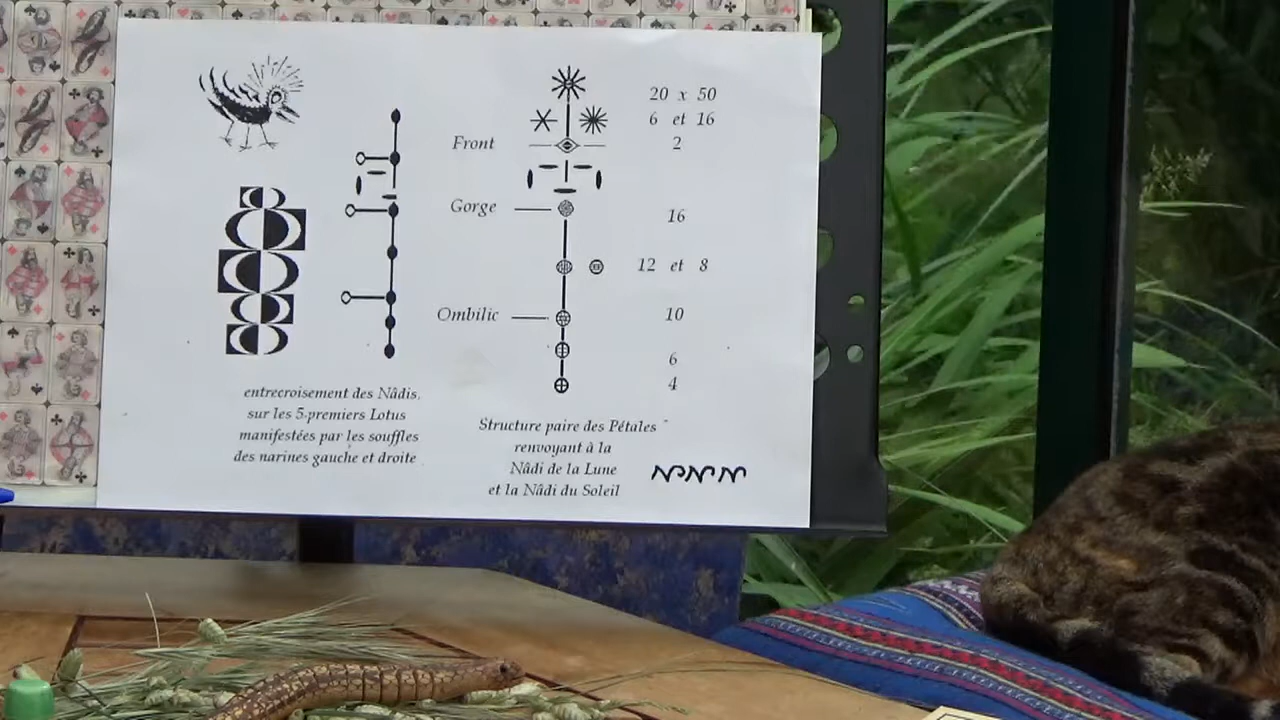 20 x 50
6 et 16
Front 2
Gorge
16
12 et 8
Ombilic 10
6
4
entrecroisement des Nâdis,
sur les 5 premiers Lotus
manifestées par les souffles
des narines gauche et droite
Structure paire des Pétales
renvoyant à la
Nâdi de la Lune
et la Nâdi du Soleil